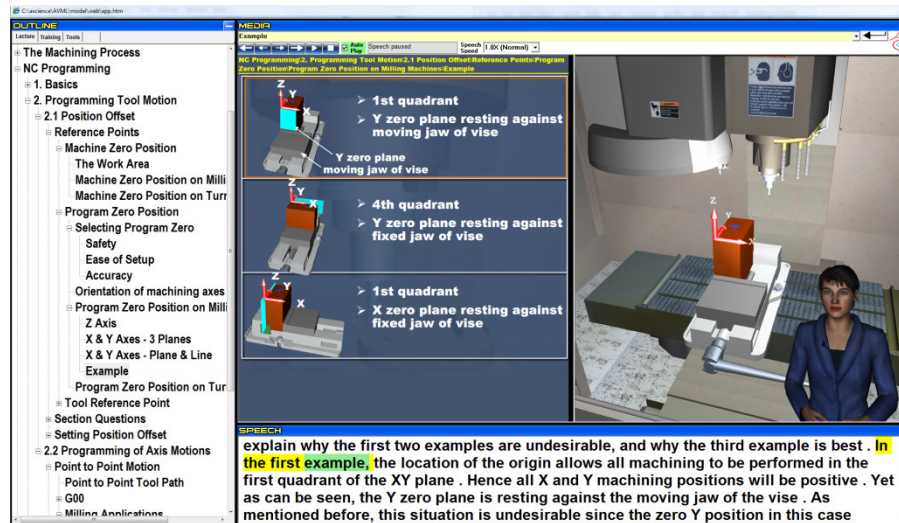 C:\ascience\AVML\model\web\app.htm
OUTLINE
Lecture Training Tools
The Machining Process
NC Programming
1. Basics
2. Programming Tool Motion
2.1 Position Offset
Reference Points
Machine Zero Position
The Work Area
Machine Zero Position on Milli
Machine Zero Position on Turr
Program Zero Position
Selecting Program Zero
Safety
Ease of Setup
Accuracy
Orientation of machining axes
Program Zero Position on Milli
Z Axis
X & Y Axes - 3 Planes
X & Y Axes - Plane & Line
Example
Program Zero Position on Tur
Tool Reference Point
Section Questions
Setting Position Offset
2.2 Programming of Axis Motions
Point to Point Motion
Point to Point Tool Path
G00
Milling Applications
MEDIA
Example
Auto Play Speech paused Speech Speed 1.0X (Normal)
NC Programming\2. Programming Tool Motion\2.1 Position Offset\Reference Points\Program
Zero Position\Program Zero Position on Milling Machines\Example
Z
Y
X
1st quadrant
Y zero plane resting against
moving jaw of vise
Y zero plane
moving jaw of vise
Z
Y
X
4th quadrant
Y zero plane resting against
fixed jaw of vise
Z
Y
X
1st quadrant
X zero plane resting against
fixed jaw of vise
Z
Y
X
SPEECH
explain why the first two examples are undesirable, and why the third example is best . In
the first example, the location of the origin allows all machining to be performed in the
first quadrant of the XY plane . Hence all X and Y machining positions will be positive . Yet
as can be seen, the Y zero plane is resting against the moving jaw of the vise . As
mentioned before, this situation is undesirable since the zero Y position in this case